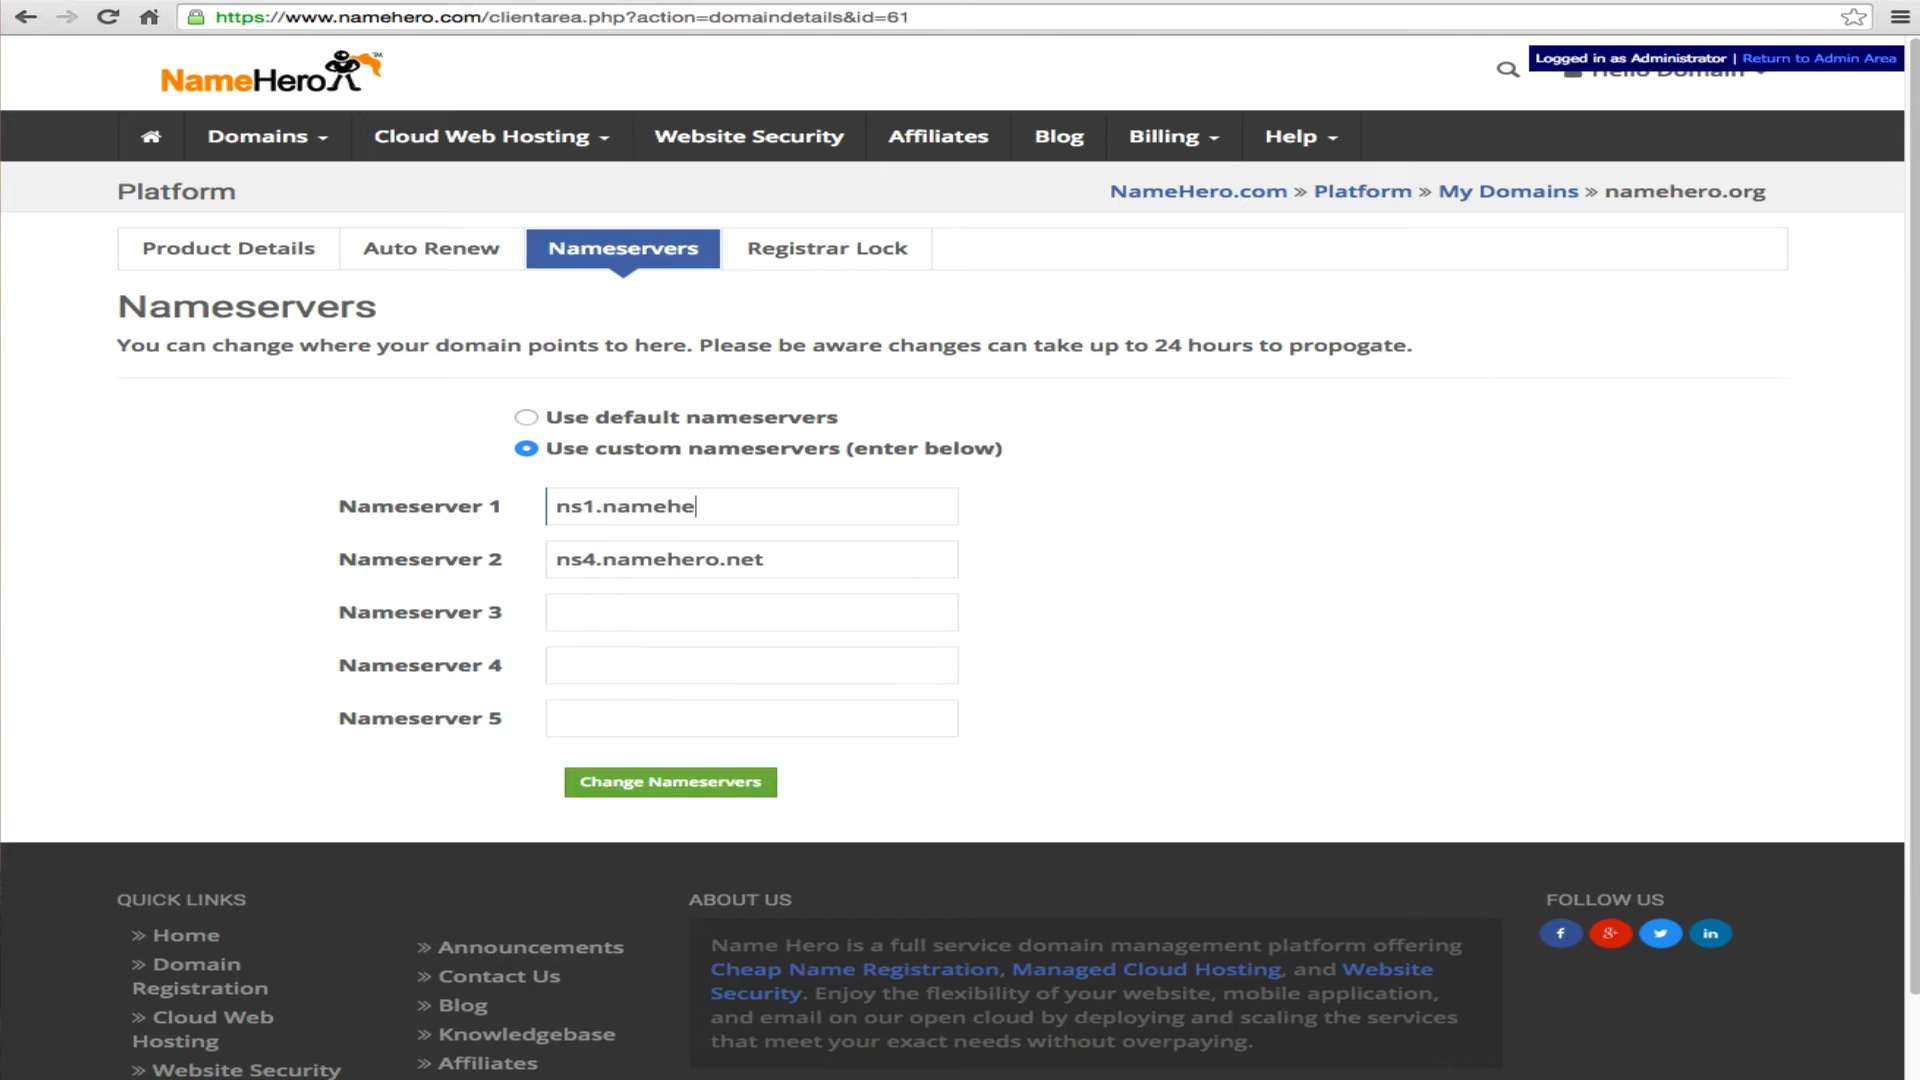 https://www.namehero.com/clientarea.php?action=domaindetails&id=61
NameHero™
Logged in as Administrator | Return to Admin Area
Hello Domain
Domains
Cloud Web Hosting
Website Security
Affiliates
Blog
Billing
Help
Platform
NameHero.com » Platform » My Domains » namehero.org
Product Details
Auto Renew
Nameservers
Registrar Lock
Nameservers
You can change where your domain points to here. Please be aware changes can take up to 24 hours to propogate.
Use default nameservers
Use custom nameservers (enter below)
Nameserver 1 ns1.namehe
Nameserver 2 ns4.namehero.net
Nameserver 3
Nameserver 4
Nameserver 5
Change Nameservers
QUICK LINKS
» Home
» Domain
Registration
» Cloud Web
Hosting
» Website Security
» Announcements
» Contact Us
» Blog
» Knowledgebase
» Affiliates
ABOUT US
Name Hero is a full service domain management platform offering
Cheap Name Registration, Managed Cloud Hosting, and Website
Security. Enjoy the flexibility of your website, mobile application,
and email on our open cloud by deploying and scaling the services
that meet your exact needs without overpaying.
FOLLOW US
f
g+
in